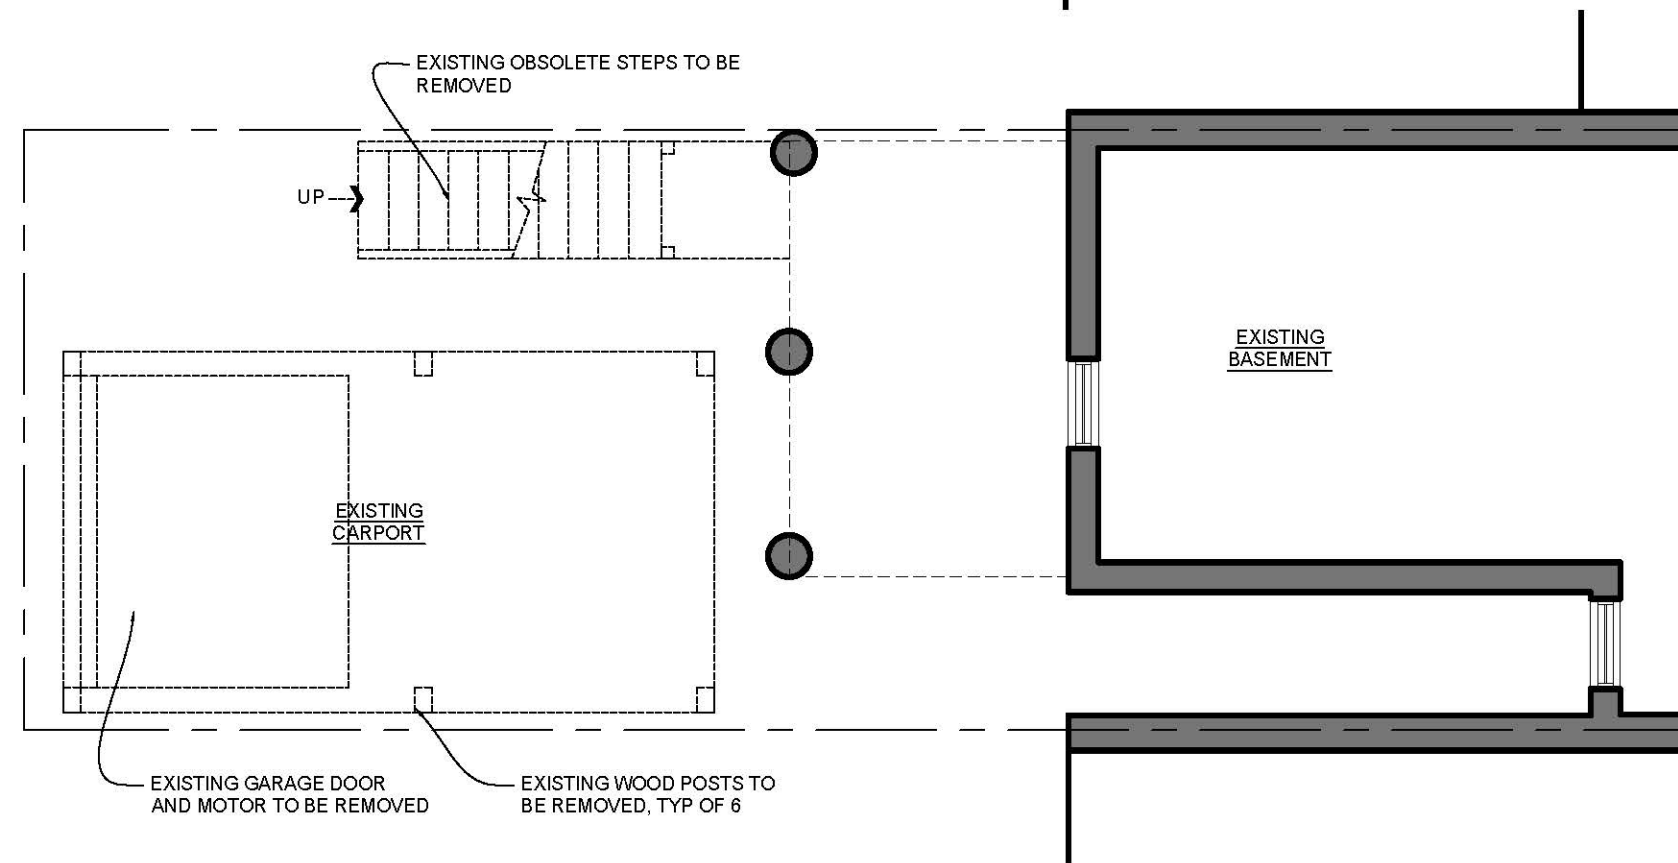 EXISTING OBSOLETE STEPS TO BE
REMOVED
UP
EXISTING
BASEMENT
EXISTING
CARPORT
EXISTING GARAGE DOOR
AND MOTOR TO BE REMOVED
EXISTING WOOD POSTS TO
BE REMOVED, TYP OF 6